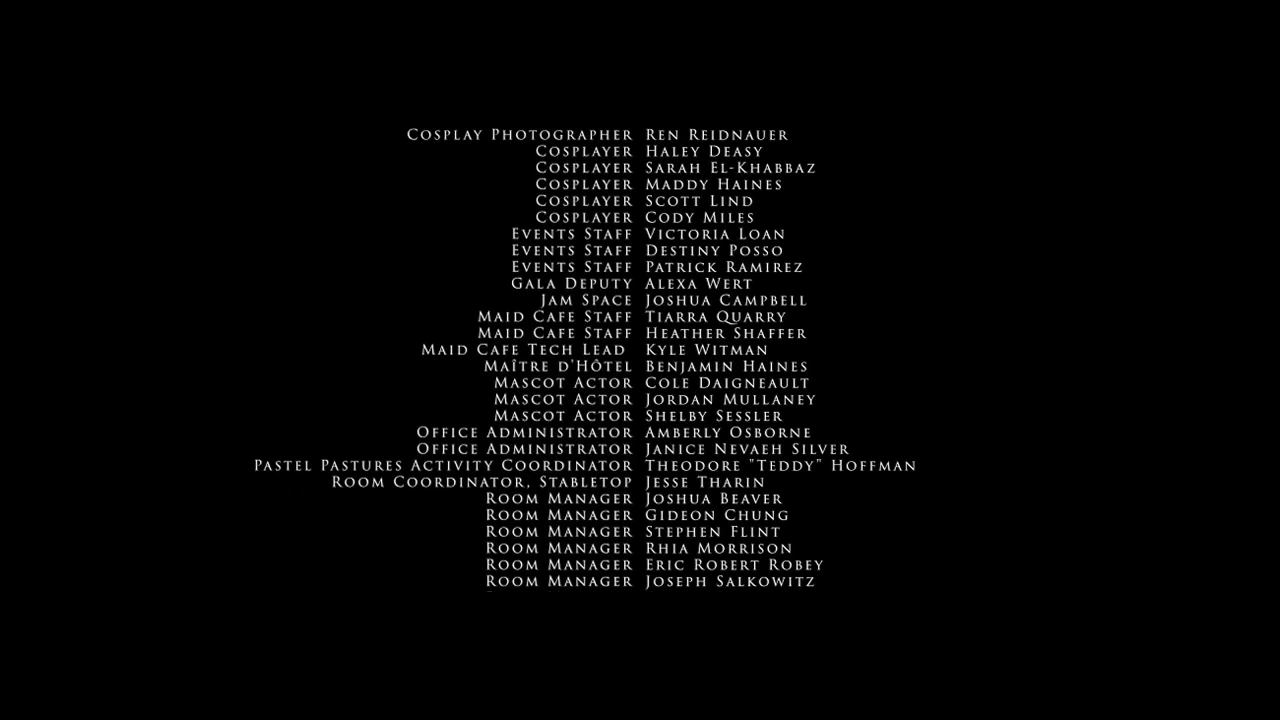 Cosplay Photographer Ren Reidnauer
Cosplayer Haley Deasy
Cosplayer Sarah El-Khabbaz
Cosplayer Maddy Haines
Cosplayer Scott Lind
Cosplayer Cody Miles
Events Staff Victoria Loan
Events Staff Destiny Posso
Events Staff Patrick Ramirez
Gala Deputy Alexa Wert
Jam Space Joshua Campbell
Maid Cafe Staff Tiarra Quarry
Maid Cafe Staff Heather Shaffer
Maid Cafe Tech Lead Kyle Witman
Maître d'Hôtel Benjamin Haines
Mascot Actor Cole Daigneault
Mascot Actor Jordan Mullaney
Mascot Actor Shelby Sessler
Office Administrator Amberly Osborne
Office Administrator Janice Nevaeh Silver
Pastel Pastures Activity Coordinator Theodore "Teddy" Hoffman
Room Coordinator, Stabletop Jesse Tharin
Room Manager Joshua Beaver
Room Manager Gideon Chung
Room Manager Stephen Flint
Room Manager Rhia Morrison
Room Manager Eric Robert Robey
Room Manager Joseph Salkowitz